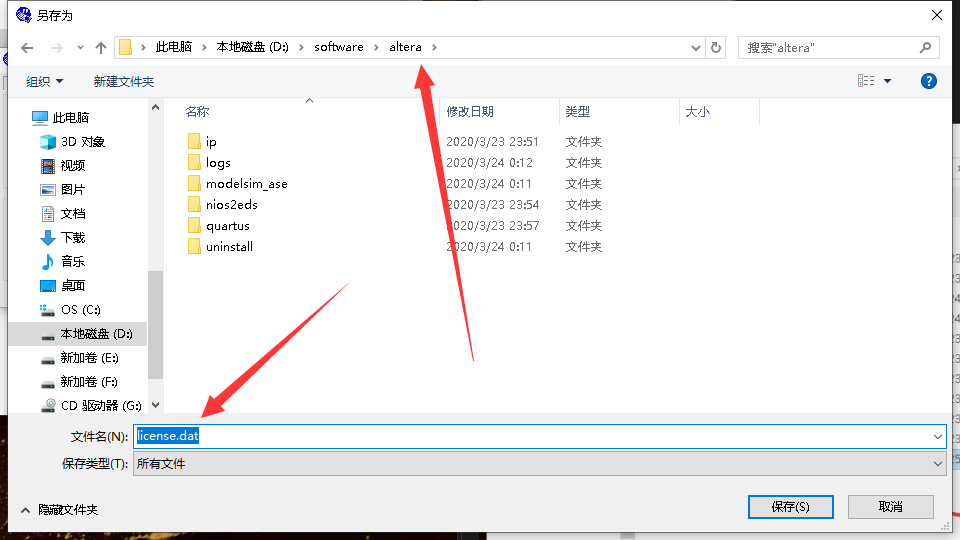 另存为
此电脑 › 本地磁盘 (D:) › software › altera ›
搜索"altera"
组织 新建文件夹
此电脑
3D 对象
视频
图片
文档
下载
音乐
桌面
OS (C:)
本地磁盘 (D:)
新加卷 (E:)
新加卷 (F:)
CD 驱动器 (G:)
名称 修改日期 类型 大小
ip 2020/3/23 23:51 文件夹
logs 2020/3/24 0:12 文件夹
modelsim_ase 2020/3/24 0:11 文件夹
nios2eds 2020/3/23 23:54 文件夹
quartus 2020/3/23 23:57 文件夹
uninstall 2020/3/24 0:11 文件夹
文件名(N): license.dat
保存类型(T): 所有文件
隐藏文件夹
保存(S) 取消